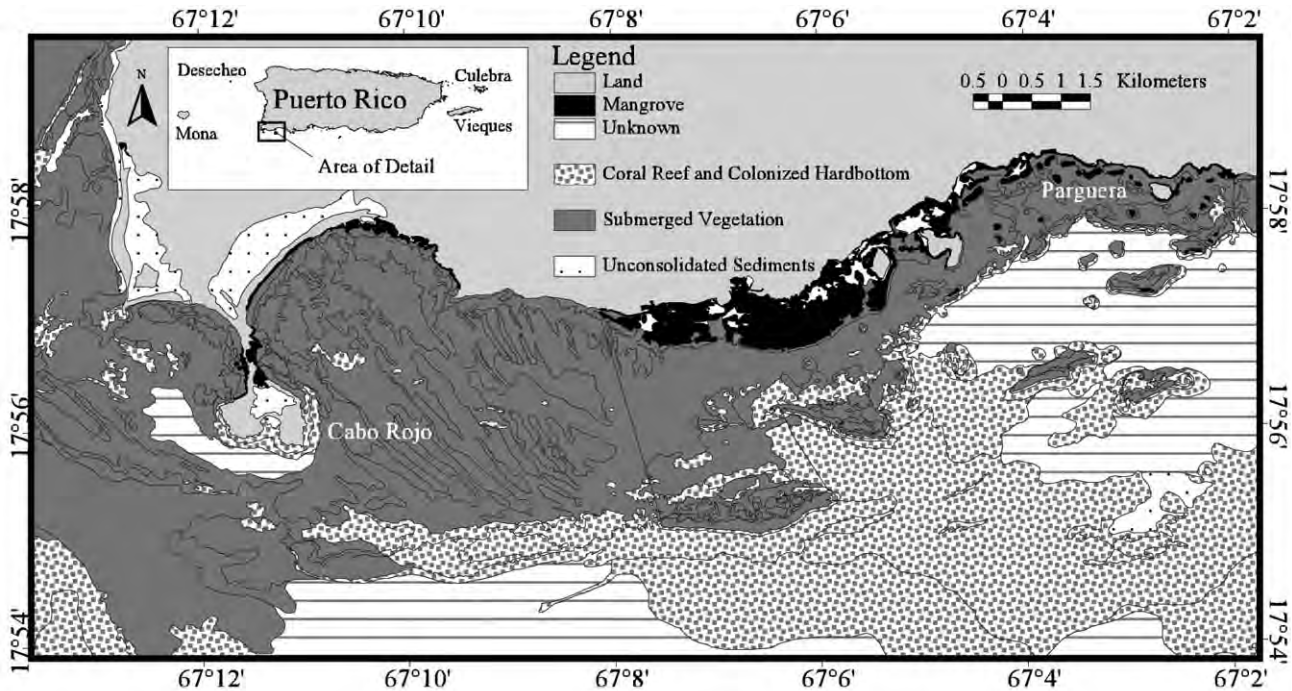 67°12' 67°10' 67°8' 67°6' 67°4' 67°2'
Desecheo
Culebra
Puerto Rico
Mona
Vieques
Area of Detail
N
Legend
Land
Mangrove
Unknown
Coral Reef and Colonized Hardbottom
Submerged Vegetation
Unconsolidated Sediments
0.5 0 0.5 1 1.5 Kilometers
Parguera
Cabo Rojo
17°58'
17°56'
17°54'
17°58'
17°56'
17°54'
67°12' 67°10' 67°8' 67°6' 67°4' 67°2'